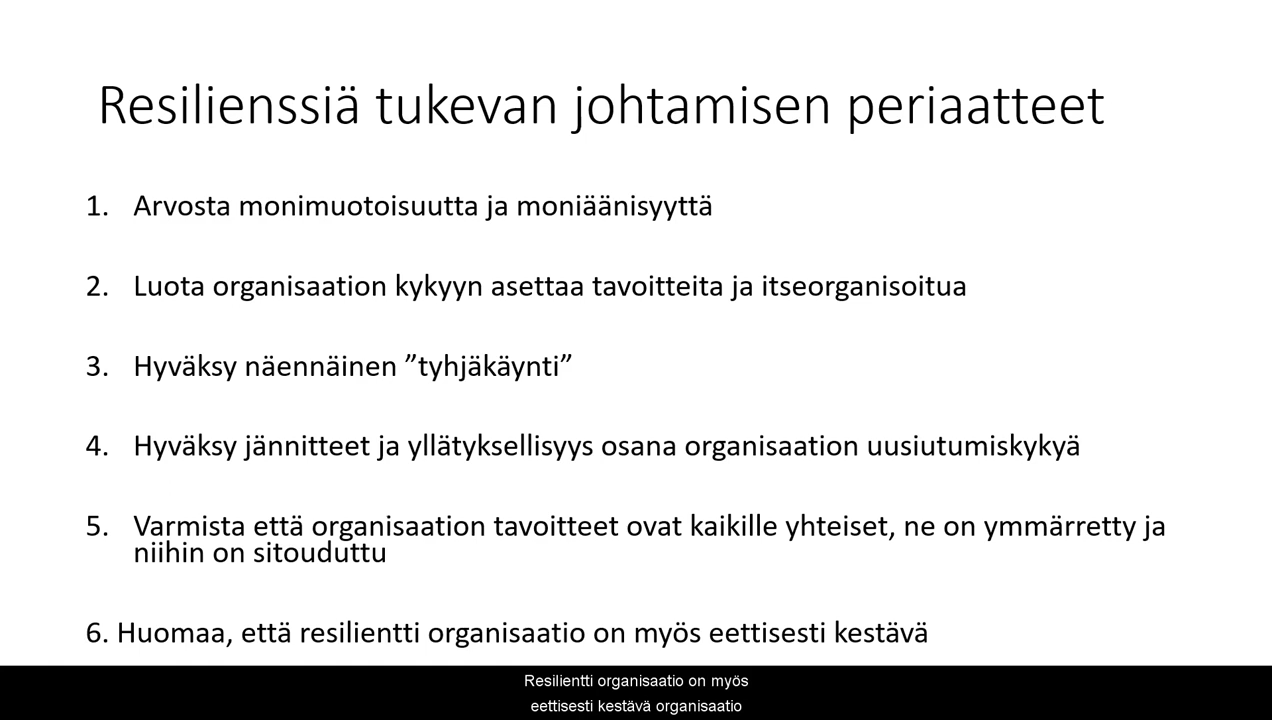 Resilienssiä tukevan johtamisen periaatteet
1. Arvosta monimuotoisuutta ja moniäänisyyttä
2. Luota organisaation kykyyn asettaa tavoitteita ja itseorganisoitua
3. Hyväksy näennäinen ”tyhjäkäynti”
4. Hyväksy jännitteet ja yllätyksellisyys osana organisaation uusiutumiskykyä
5. Varmista että organisaation tavoitteet ovat kaikille yhteiset, ne on ymmärretty ja
niihin on sitouduttu
6. Huomaa, että resilientti organisaatio on myös eettisesti kestävä
Resilientti organisaatio on myös
eettisesti kestävä organisaatio